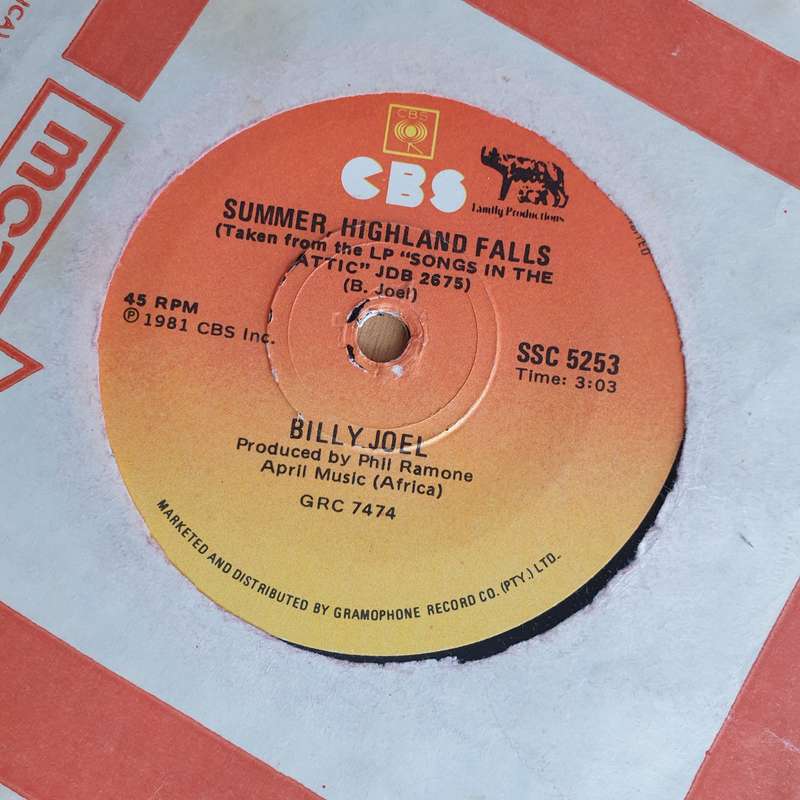 CBS
CBS
Family Productions
SUMMER, HIGHLAND FALLS
(Taken from the LP "SONGS IN THE
ATTIC" JDB 2675)
(B. Joel)
45 RPM
Ⓟ 1981 CBS Inc.
SSC 5253
Time: 3:03
BILLY JOEL
Produced by Phil Ramone
April Music (Africa)
GRC 7474
MARKETED AND DISTRIBUTED BY GRAMOPHONE RECORD CO. (PTY.) LTD.